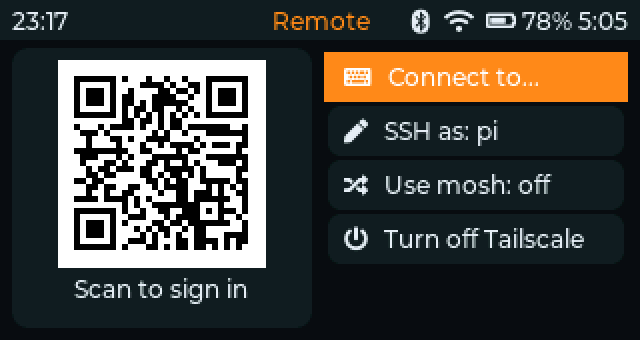 23:17
Remote
78% 5:05
Connect to...
SSH as: pi
Use mosh: off
Turn off Tailscale
Scan to sign in